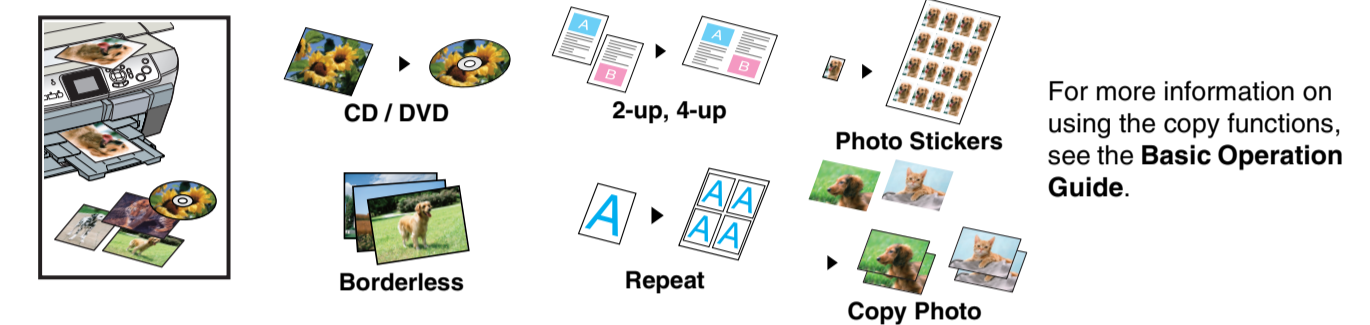 A
B
A
B
CD / DVD
2-up, 4-up
Photo Stickers
For more information on
using the copy functions,
see the Basic Operation
Guide.
A
A A
A A
Borderless
Repeat
Copy Photo